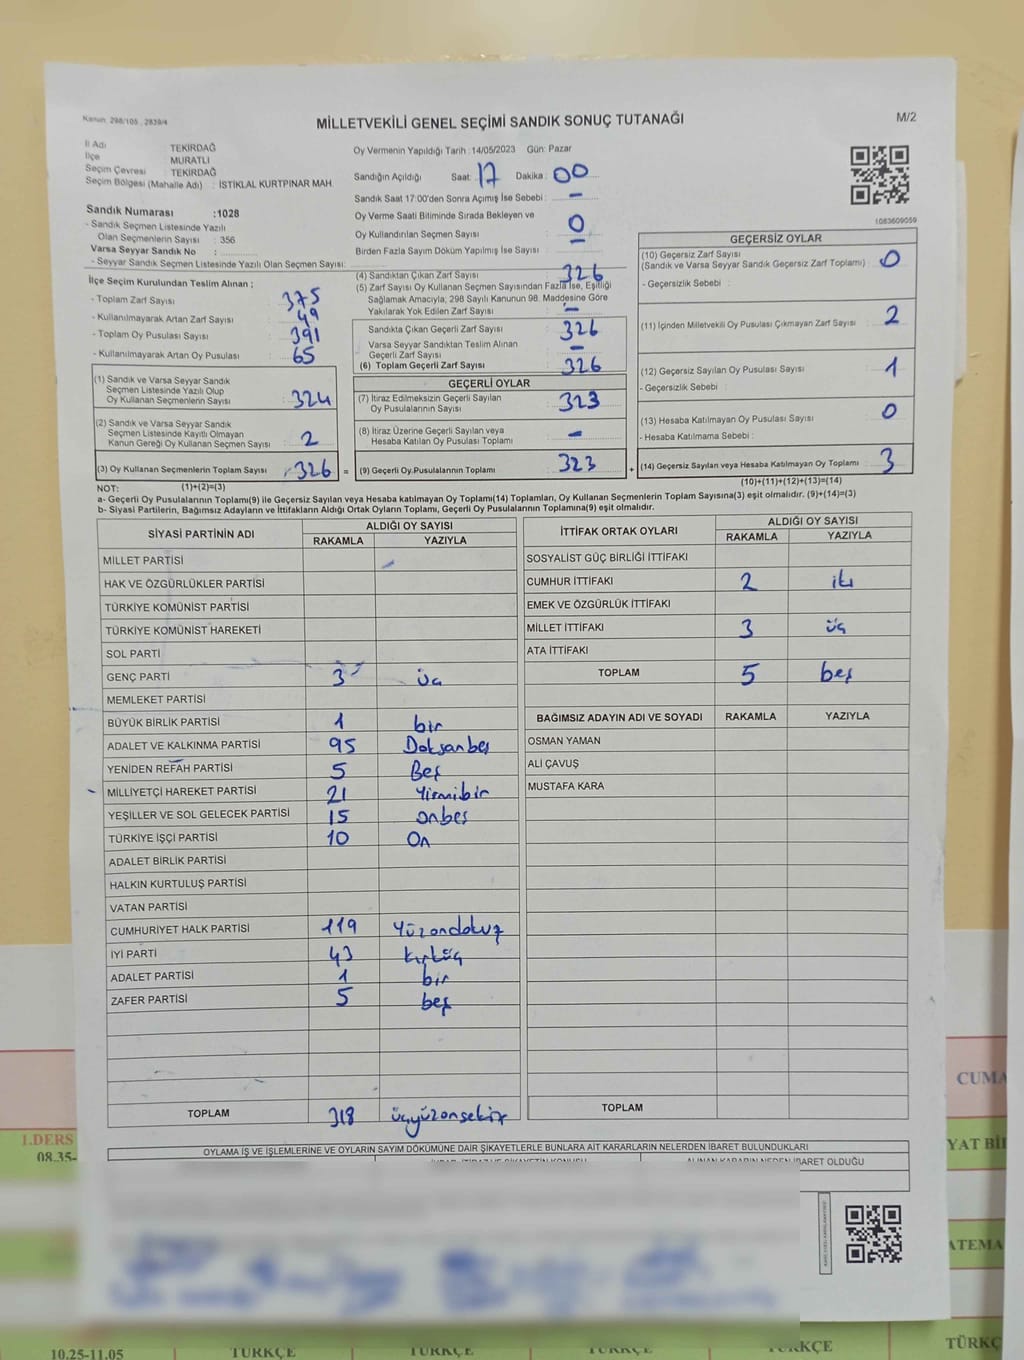 Kanun: 298/105 , 2839/4
MİLLETVEKİLİ GENEL SEÇİMİ SANDIK SONUÇ TUTANAĞI
M/2
İl Adı TEKİRDAĞ
İlçe MURATLI
Seçim Çevresi : TEKİRDAĞ
Seçim Bölgesi (Mahalle Adı) : İSTİKLAL KURTPINAR MAH.
Sandık Numarası :1028
- Sandık Seçmen Listesinde Yazılı
Olan Seçmenlerin Sayısı : 356
Varsa Seyyar Sandık No :
- Seyyar Sandık Seçmen Listesinde Yazılı Olan Seçmen Sayısı:
İlçe Seçim Kurulundan Teslim Alınan ;
- Toplam Zarf Sayısı 375
- Kullanılmayarak Artan Zarf Sayısı : 49
- Toplam Oy Pusulası Sayısı : 391
- Kullanılmayarak Artan Oy Pusulası : 65
(1) Sandık ve Varsa Seyyar Sandık
Seçmen Listesinde Yazılı Olup
Oy Kullanan Seçmenlerin Sayısı : 324
(2) Sandık ve Varsa Seyyar Sandık
Seçmen Listesinde Kayıtlı Olmayan
Kanun Gereği Oy Kullanan Seçmen Sayısı : 2
(3) Oy Kullanan Seçmenlerin Toplam Sayısı : 326 =
Oy Vermenin Yapıldığı Tarih :14/05/2023 Gün: Pazar
Sandığın Açıldığı Saat: 17 Dakika: 00
Sandık Saat 17:00'den Sonra Açımış İse Sebebi : -
Oy Verme Saati Bitiminde Sırada Bekleyen ve
Oy Kullandırılan Seçmen Sayısı : 0
Birden Fazla Sayım Döküm Yapılmış İse Sayısı : -
(4) Sandıktan Çıkan Zarf Sayısı : 326
(5) Zarf Sayısı Oy Kullanan Seçmen Sayısından Fazla İse, Eşitliği
Sağlamak Amacıyla, 298 Sayılı Kanunun 98. Maddesine Göre
Yakılarak Yok Edilen Zarf Sayısı : -
Sandıkta Çıkan Geçerli Zarf Sayısı : 326
Varsa Seyyar Sandıktan Teslim Alınan
Geçerli Zarf Sayısı : -
(6) Toplam Geçerli Zarf Sayısı : 326
GEÇERLİ OYLAR
(7) İtiraz Edilmeksizin Geçerli Sayılan
Oy Pusulalarının Sayısı : 323
(8) İtiraz Üzerine Geçerli Sayılan veya
Hesaba Katılan Oy Pusulası Toplamı : -
(9) Geçerli Oy.Pusulalarının Toplamı : 323 +
1083609059
GEÇERSİZ OYLAR
(10) Geçersiz Zarf Sayısı
(Sandık ve Varsa Seyyar Sandık Geçersiz Zarf Toplamı) : 0
- Geçersizlik Sebebi :
(11) İçinden Milletvekili Oy Pusulası Çıkmayan Zarf Sayısı : 2
(12) Geçersiz Sayılan Oy Pusulası Sayısı : 1
- Geçersizlik Sebebi :
(13) Hesaba Katılmayan Oy Pusulası Sayısı : 0
- Hesaba Katılmama Sebebi :
(14) Geçersiz Sayılan veya Hesaba Katılmayan Oy Toplamı : 3
NOT: (1)+(2)=(3)
(10)+(11)+(12)+(13)=(14)
a- Geçerli Oy Pusulalarının Toplamı(9) ile Geçersiz Sayılan veya Hesaba katılmayan Oy Toplamı(14) Toplamları, Oy Kullanan Seçmenlerin Toplam Sayısına(3) eşit olmalıdır. (9)+(14)=(3)
b- Siyasi Partilerin, Bağımsız Adayların ve İttifakların Aldığı Ortak Oyların Toplamı, Geçerli Oy Pusulalarının Toplamına(9) eşit olmalıdır.
SİYASİ PARTİNİN ADI ALDIĞI OY SAYISI
RAKAMLA YAZIYLA
MİLLET PARTİSİ
HAK VE ÖZGÜRLÜKLER PARTİSİ
TÜRKİYE KOMÜNİST PARTİSİ
TÜRKİYE KOMÜNİST HAREKETİ
SOL PARTİ
GENÇ PARTİ 3 üç
MEMLEKET PARTİSİ
BÜYÜK BİRLİK PARTİSİ 1 bir
ADALET VE KALKINMA PARTİSİ 95 Doksanbeş
YENİDEN REFAH PARTİSİ 5 Beş
MİLLİYETÇİ HAREKET PARTİSİ 21 Yirmibir
YEŞİLLER VE SOL GELECEK PARTİSİ 15 onbeş
TÜRKİYE İŞÇİ PARTİSİ 10 On
ADALET BİRLİK PARTİSİ
HALKIN KURTULUŞ PARTİSİ
VATAN PARTİSİ
CUMHURİYET HALK PARTİSİ 119 Yüzondokuz
İYİ PARTİ 43 kırküç
ADALET PARTİSİ 1 bir
ZAFER PARTİSİ 5 beş
TOPLAM 318 üçyüzonsekiz
İTTİFAK ORTAK OYLARI ALDIĞI OY SAYISI
RAKAMLA YAZIYLA
SOSYALİST GÜÇ BİRLİĞİ İTTİFAKI
CUMHUR İTTİFAKI 2 iki
EMEK VE ÖZGÜRLÜK İTTİFAKI
MİLLET İTTİFAKI 3 üç
ATA İTTİFAKI
TOPLAM 5 beş
BAĞIMSIZ ADAYIN ADI VE SOYADI RAKAMLA YAZIYLA
OSMAN YAMAN
ALİ ÇAVUŞ
MUSTAFA KARA
TOPLAM
OYLAMA İŞ VE İŞLEMLERİNE VE OYLARIN SAYIM DÖKÜMÜNE DAİR ŞİKAYETLERLE BUNLARA AİT KARARLARIN NELERDEN İBARET BULUNDUKLARI
ALINAN KARARIN NEDEN İBARET OLDUĞU
CUMA
1.DERS
08.35-
YAT Bİ
ATEMA
10.25-11.05 TÜRKÇE TÜRKÇE TÜRKÇE TÜRKÇE TÜRKÇ